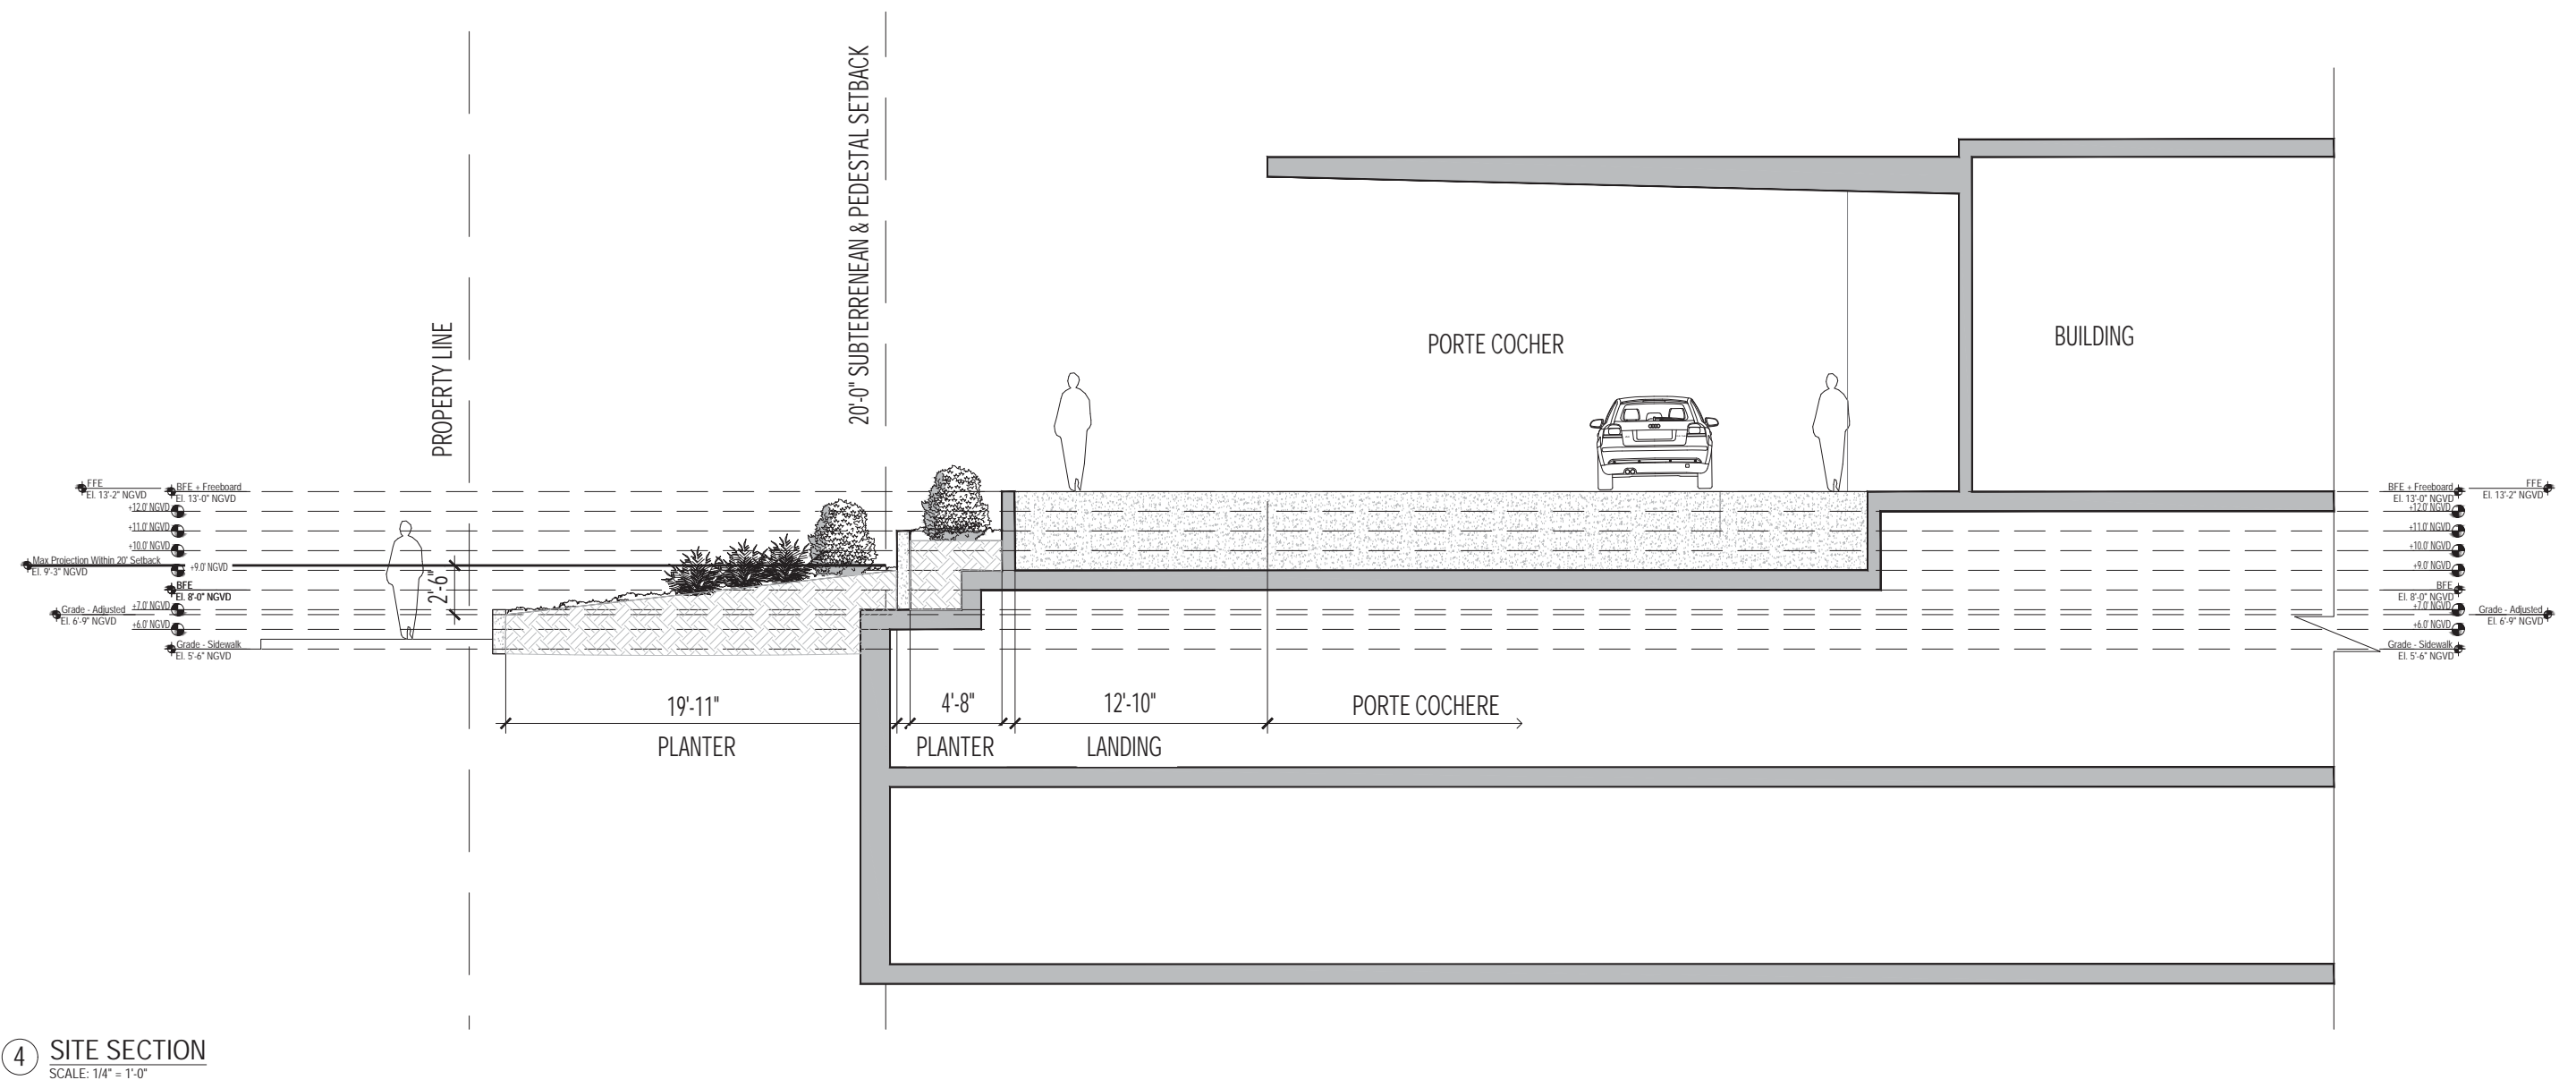 20'-0" SUBTERRENEAN & PEDESTAL SETBACK
PROPERTY LINE
PORTE COCHER
BUILDING
FFE
El. 13'-2" NGVD
BFE + Freeboard
El. 13'-0" NGVD
+12.0' NGVD
+11.0' NGVD
+10.0' NGVD
Max Projection Within 20' Setback
El. 9'-3" NGVD
+9.0' NGVD
BFE
El. 8'-0" NGVD
+7.0' NGVD
Grade - Adjusted
El. 6'-9" NGVD
+6.0' NGVD
Grade - Sidewalk
El. 5'-6" NGVD
2'-6"
BFE + Freeboard
El. 13'-0" NGVD
FFE
El. 13'-2" NGVD
+12.0' NGVD
+11.0' NGVD
+10.0' NGVD
+9.0' NGVD
BFE
El. 8'-0" NGVD
+7.0' NGVD
Grade - Adjusted
El. 6'-9" NGVD
+6.0' NGVD
Grade - Sidewalk
El. 5'-6" NGVD
19'-11"
4'-8"
12'-10"
PORTE COCHERE
PLANTER
PLANTER
LANDING
4
SITE SECTION
SCALE: 1/4" = 1'-0"